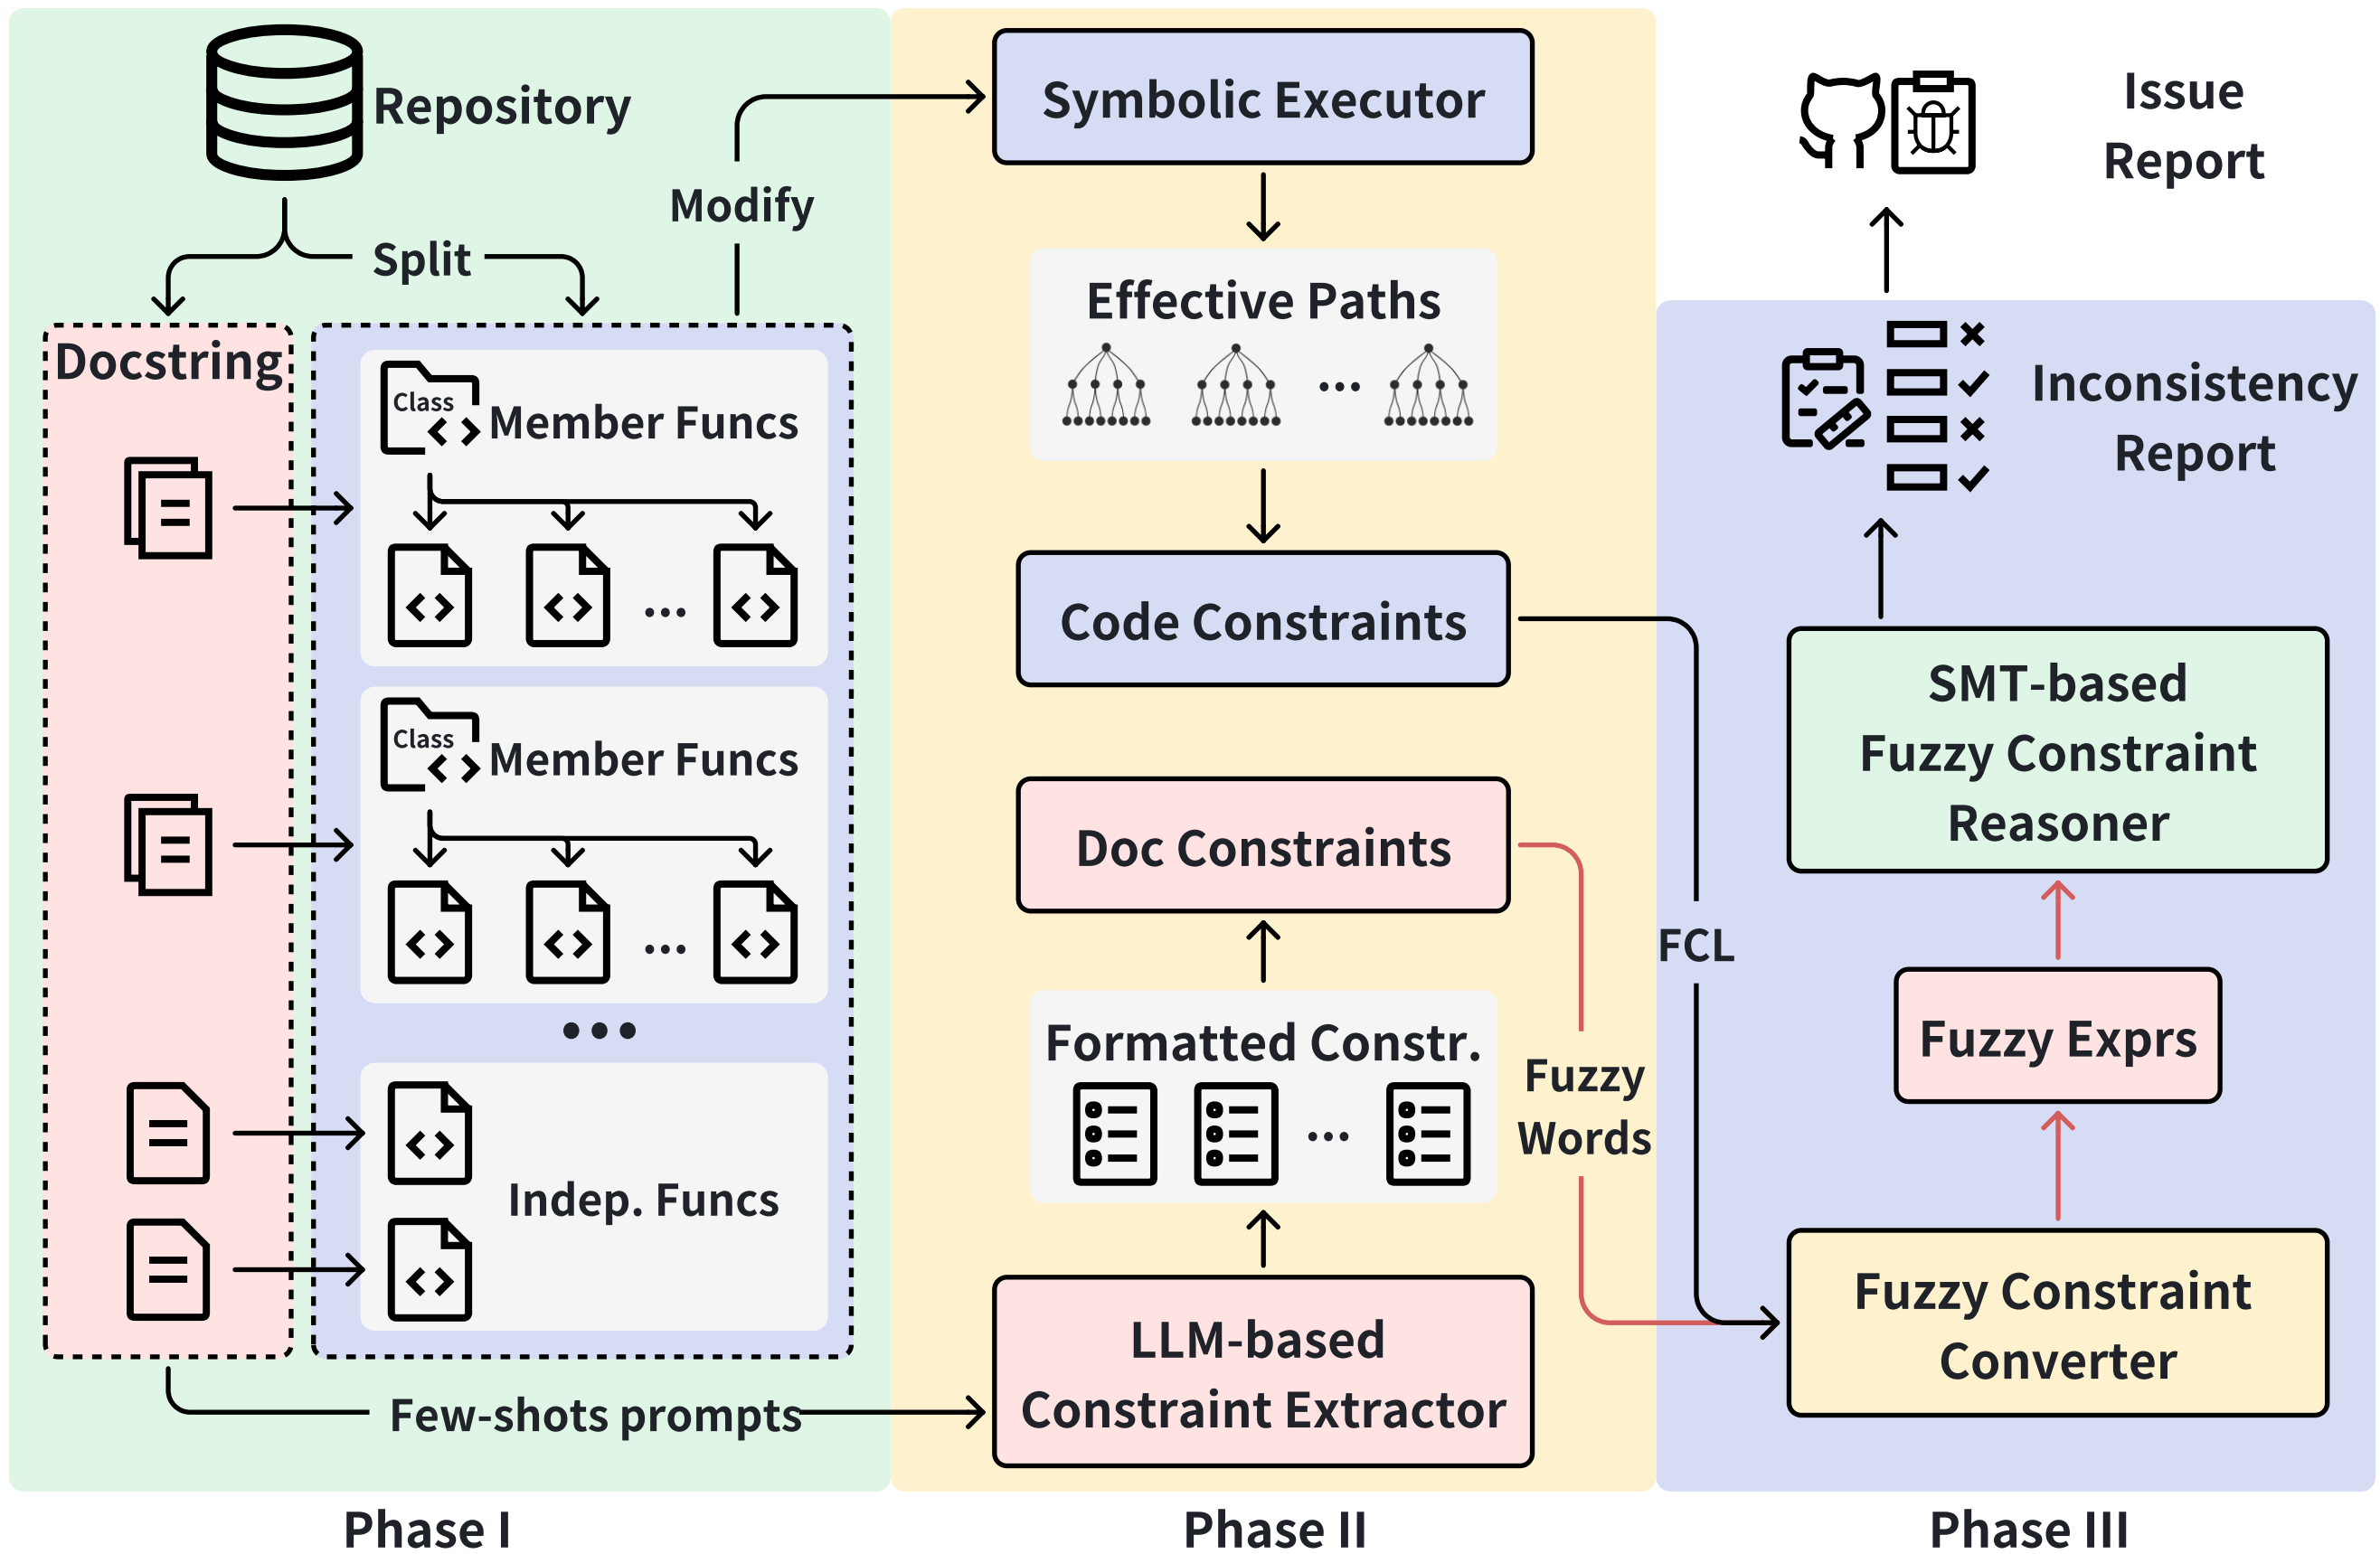 Repository
Split
Modify
Docstring
Class
Member Funcs
Class
Member Funcs
Indep. Funcs
Few-shots prompts
Phase I
Symbolic Executor
Effective Paths
Code Constraints
Doc Constraints
Formatted Constr.
LLM-based
Constraint Extractor
Phase II
FCL
Fuzzy
Words
Issue
Report
Inconsistency
Report
SMT-based
Fuzzy Constraint
Reasoner
Fuzzy Exprs
Fuzzy Constraint
Converter
Phase III